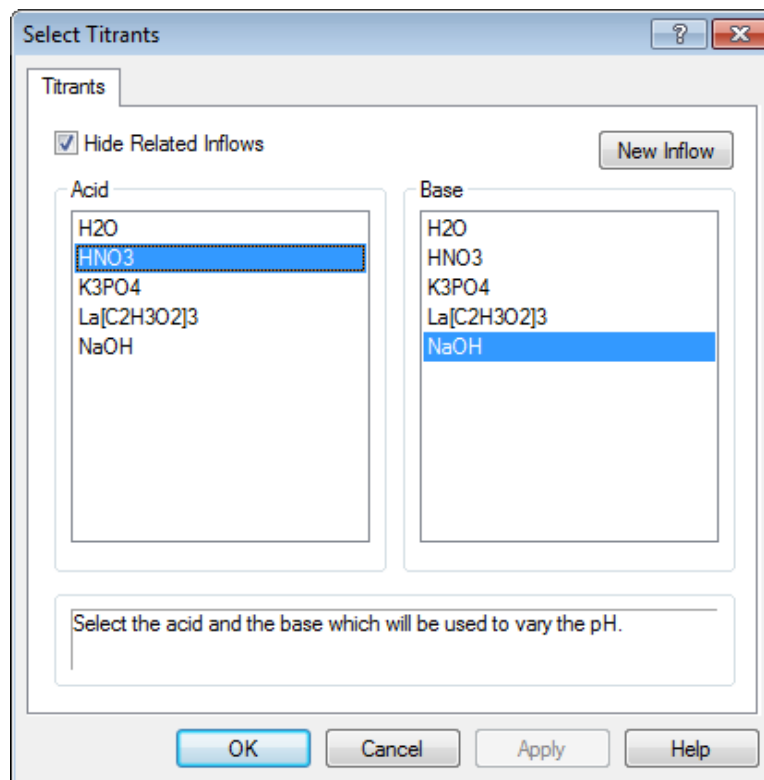 Select Titrants
?
Titrants
Hide Related Inflows
New Inflow
Acid
H2O
HNO3
K3PO4
La[C2H3O2]3
NaOH
Base
H2O
HNO3
K3PO4
La[C2H3O2]3
NaOH
Select the acid and the base which will be used to vary the pH.
OK
Cancel
Apply
Help